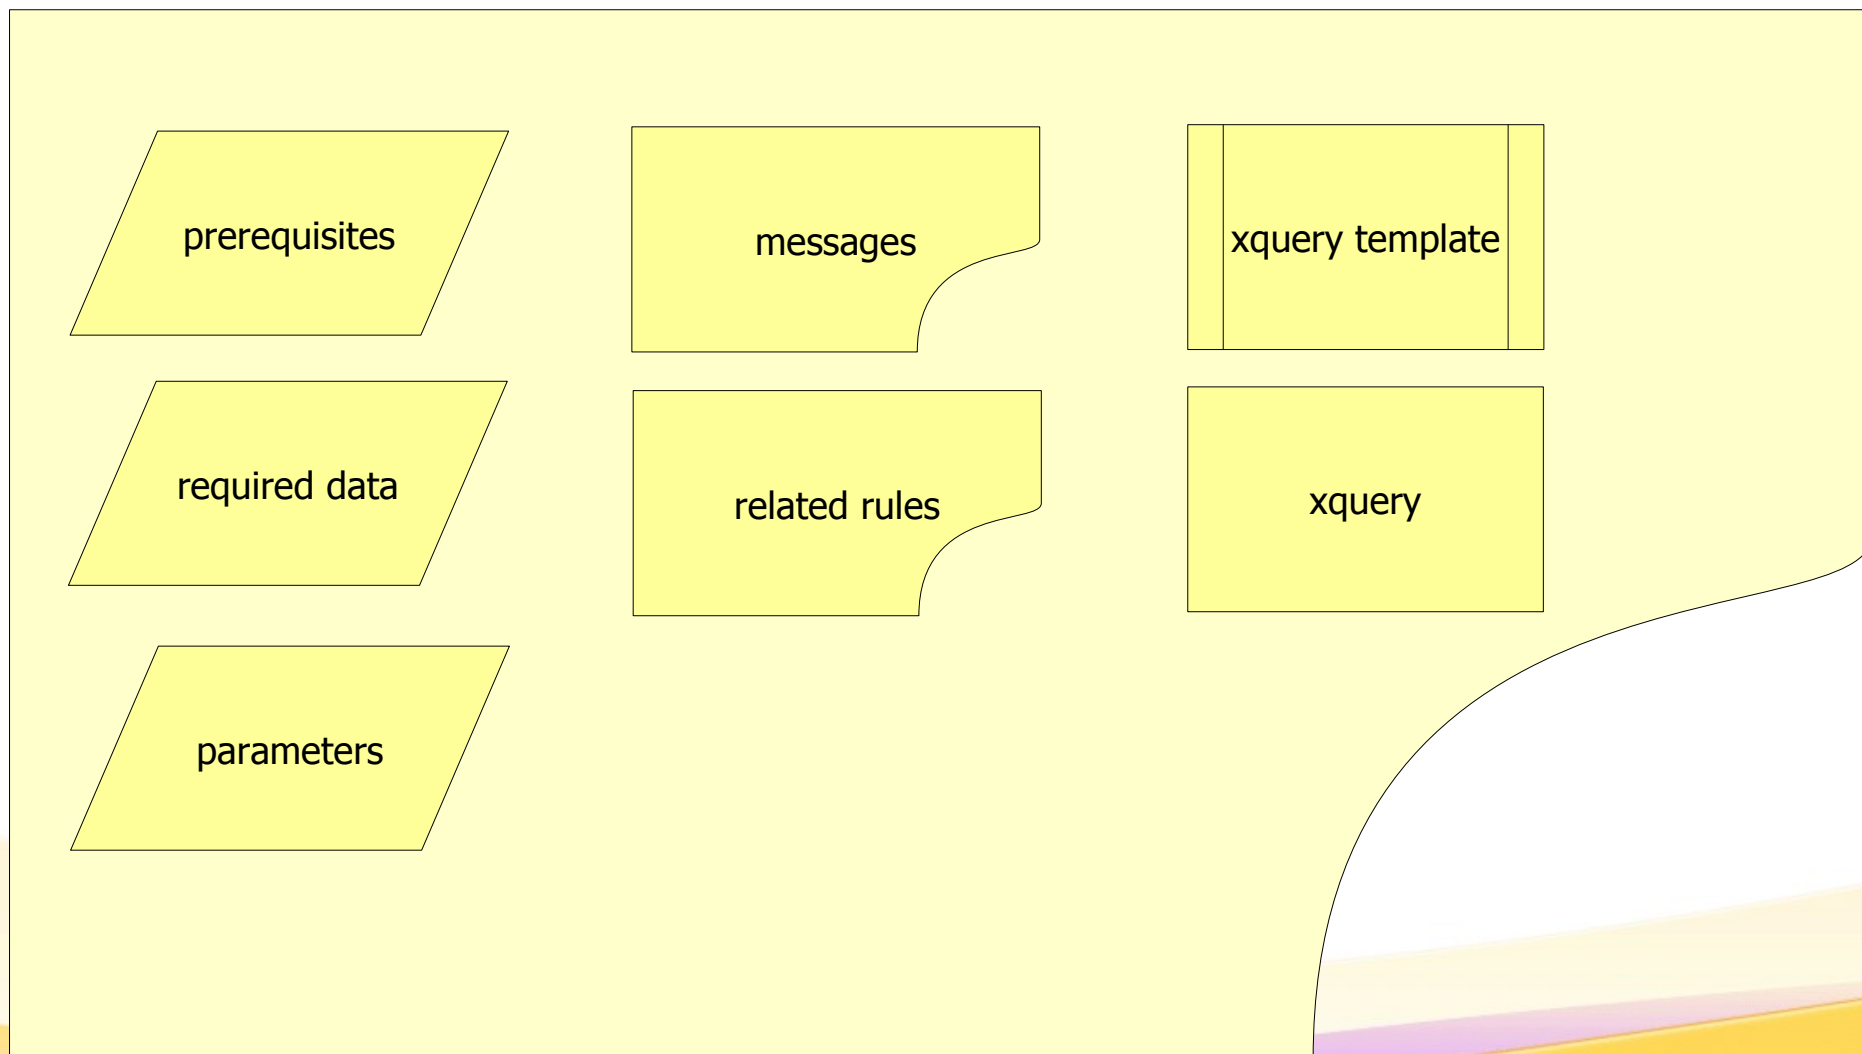 prerequisites
messages
xquery template
required data
related rules
xquery
parameters